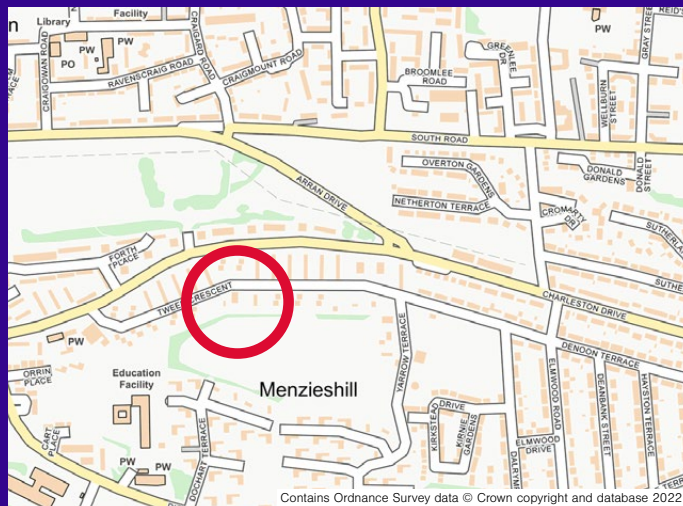 n
Library
Facility
PW
PW
PO
CRAIGOWAN ROAD
CRAIGARD ROAD
RAVENSCRAIG ROAD
CRAIGMOUNT ROAD
GREENLEE
DR
BROOMLEE
ROAD
PW
GRAY STREET
WELLBURN
STREET
SOUTH ROAD
ARRAN DRIVE
OVERTON GARDENS
NETHERTON TERRACE
DONALD
GARDENS
DONALD
STREET
CROMARTY
DR
FORTH
PLACE
TWEED CRESCENT
CHARLESTON DRIVE
DENOON TERRACE
PW
ORRIN
PLACE
Education
Facility
Menzieshill
YARROW TERRACE
CART
PLACE
PW
PW
DOCHART TERRACE
KIRKSTEAD DRIVE
KIRNIE
GARDENS
ELMWOOD
DRIVE
ELMWOOD ROAD
DEANBANK STREET
HAYSTON TERRACE
Contains Ordnance Survey data © Crown copyright and database 2022